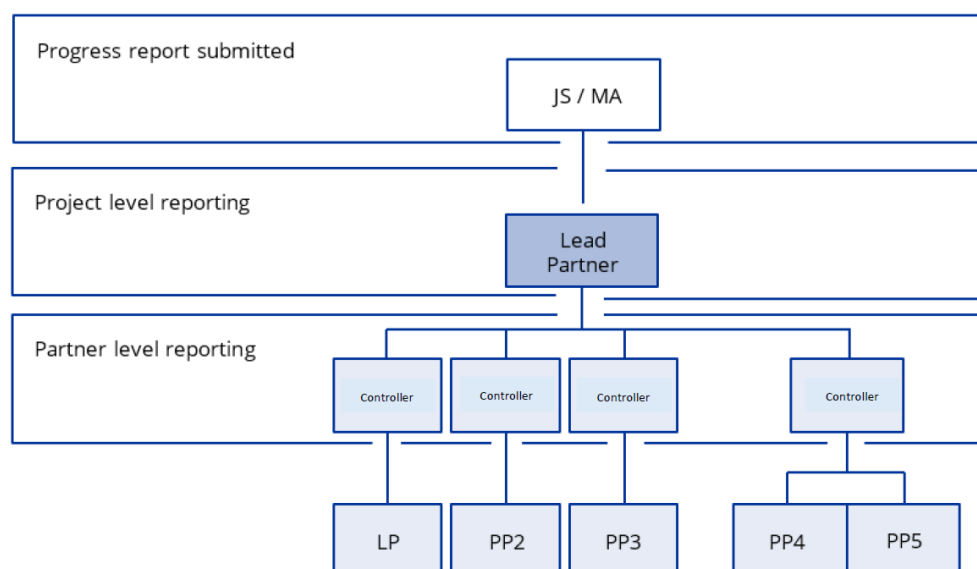 Progress report submitted
JS / MA
Project level reporting
Lead
Partner
Partner level reporting
Controller
Controller
Controller
Controller
LP
PP2
PP3
PP4
PP5